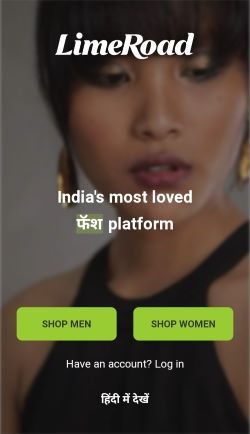 LimeRoad
India's most loved
फॅश platform
SHOP MEN
SHOP WOMEN
Have an account? Log in
हिंदी में देखें